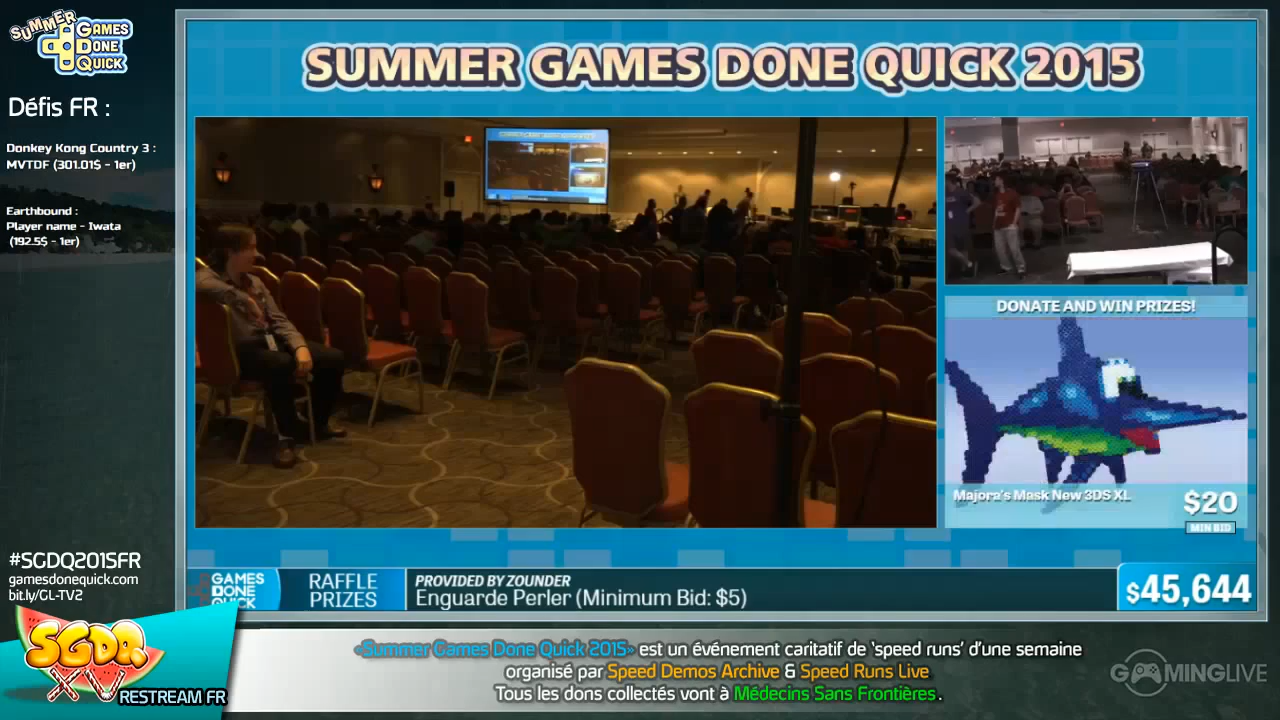 SUMMER GAMES DONE QUICK
Défis FR :
Donkey Kong Country 3 :
MVTDF (301.01$ - 1er)
Earthbound :
Player name - Iwata
(192.5$ - 1er)
#SGDQ2015FR
gamesdonequick.com
bit.ly/GL-TV2
SGDQ
XV
RESTREAM FR
SUMMER GAMES DONE QUICK 2015
DONATE AND WIN PRIZES!
Majora's Mask New 3DS XL
$20
MIN BID
GAMES DONE QUICK
RAFFLE PRIZES
PROVIDED BY ZOUNDER
Enguarde Perler (Minimum Bid: $5)
$45,644
«Summer Games Done Quick 2015» est un événement caritatif de 'speed runs' d'une semaine
organisé par Speed Demos Archive & Speed Runs Live
Tous les dons collectés vont à Médecins Sans Frontières.
GAMINGLIVE